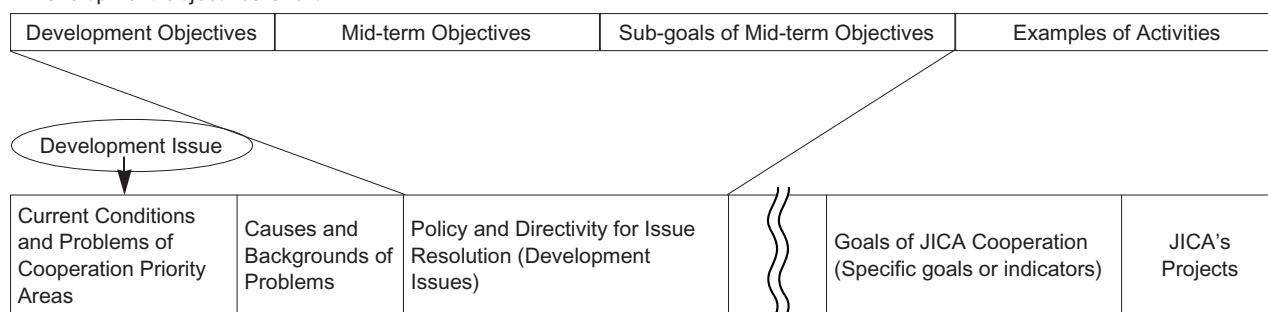 Development Objectives
Mid-term Objectives
Sub-goals of Mid-term Objectives
Examples of Activities
Development Issue
Current Conditions
and Problems of
Cooperation Priority
Areas
Causes and
Backgrounds of
Problems
Policy and Directivity for Issue
Resolution (Development
Issues)
Goals of JICA Cooperation
(Specific goals or indicators)
JICA's
Projects